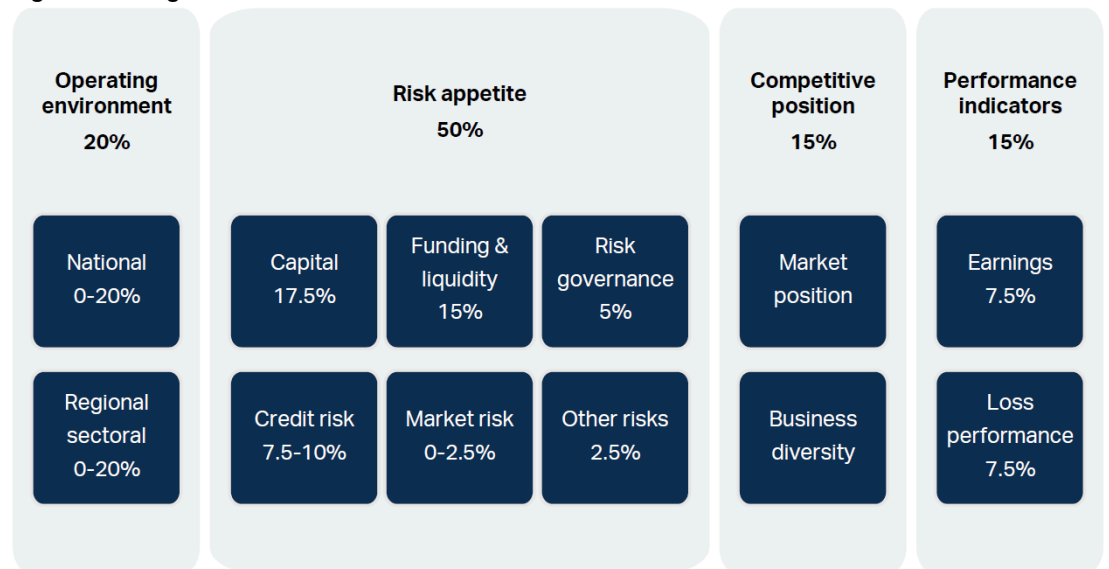 Operating
environment
20%
Risk appetite
50%
Competitive
position
15%
Performance
indicators
15%
National
0-20%
Capital
17.5%
Funding &
liquidity
15%
Risk
governance
5%
Market
position
Earnings
7.5%
Regional
sectoral
0-20%
Credit risk
7.5-10%
Market risk
0-2.5%
Other risks
2.5%
Business
diversity
Loss
performance
7.5%